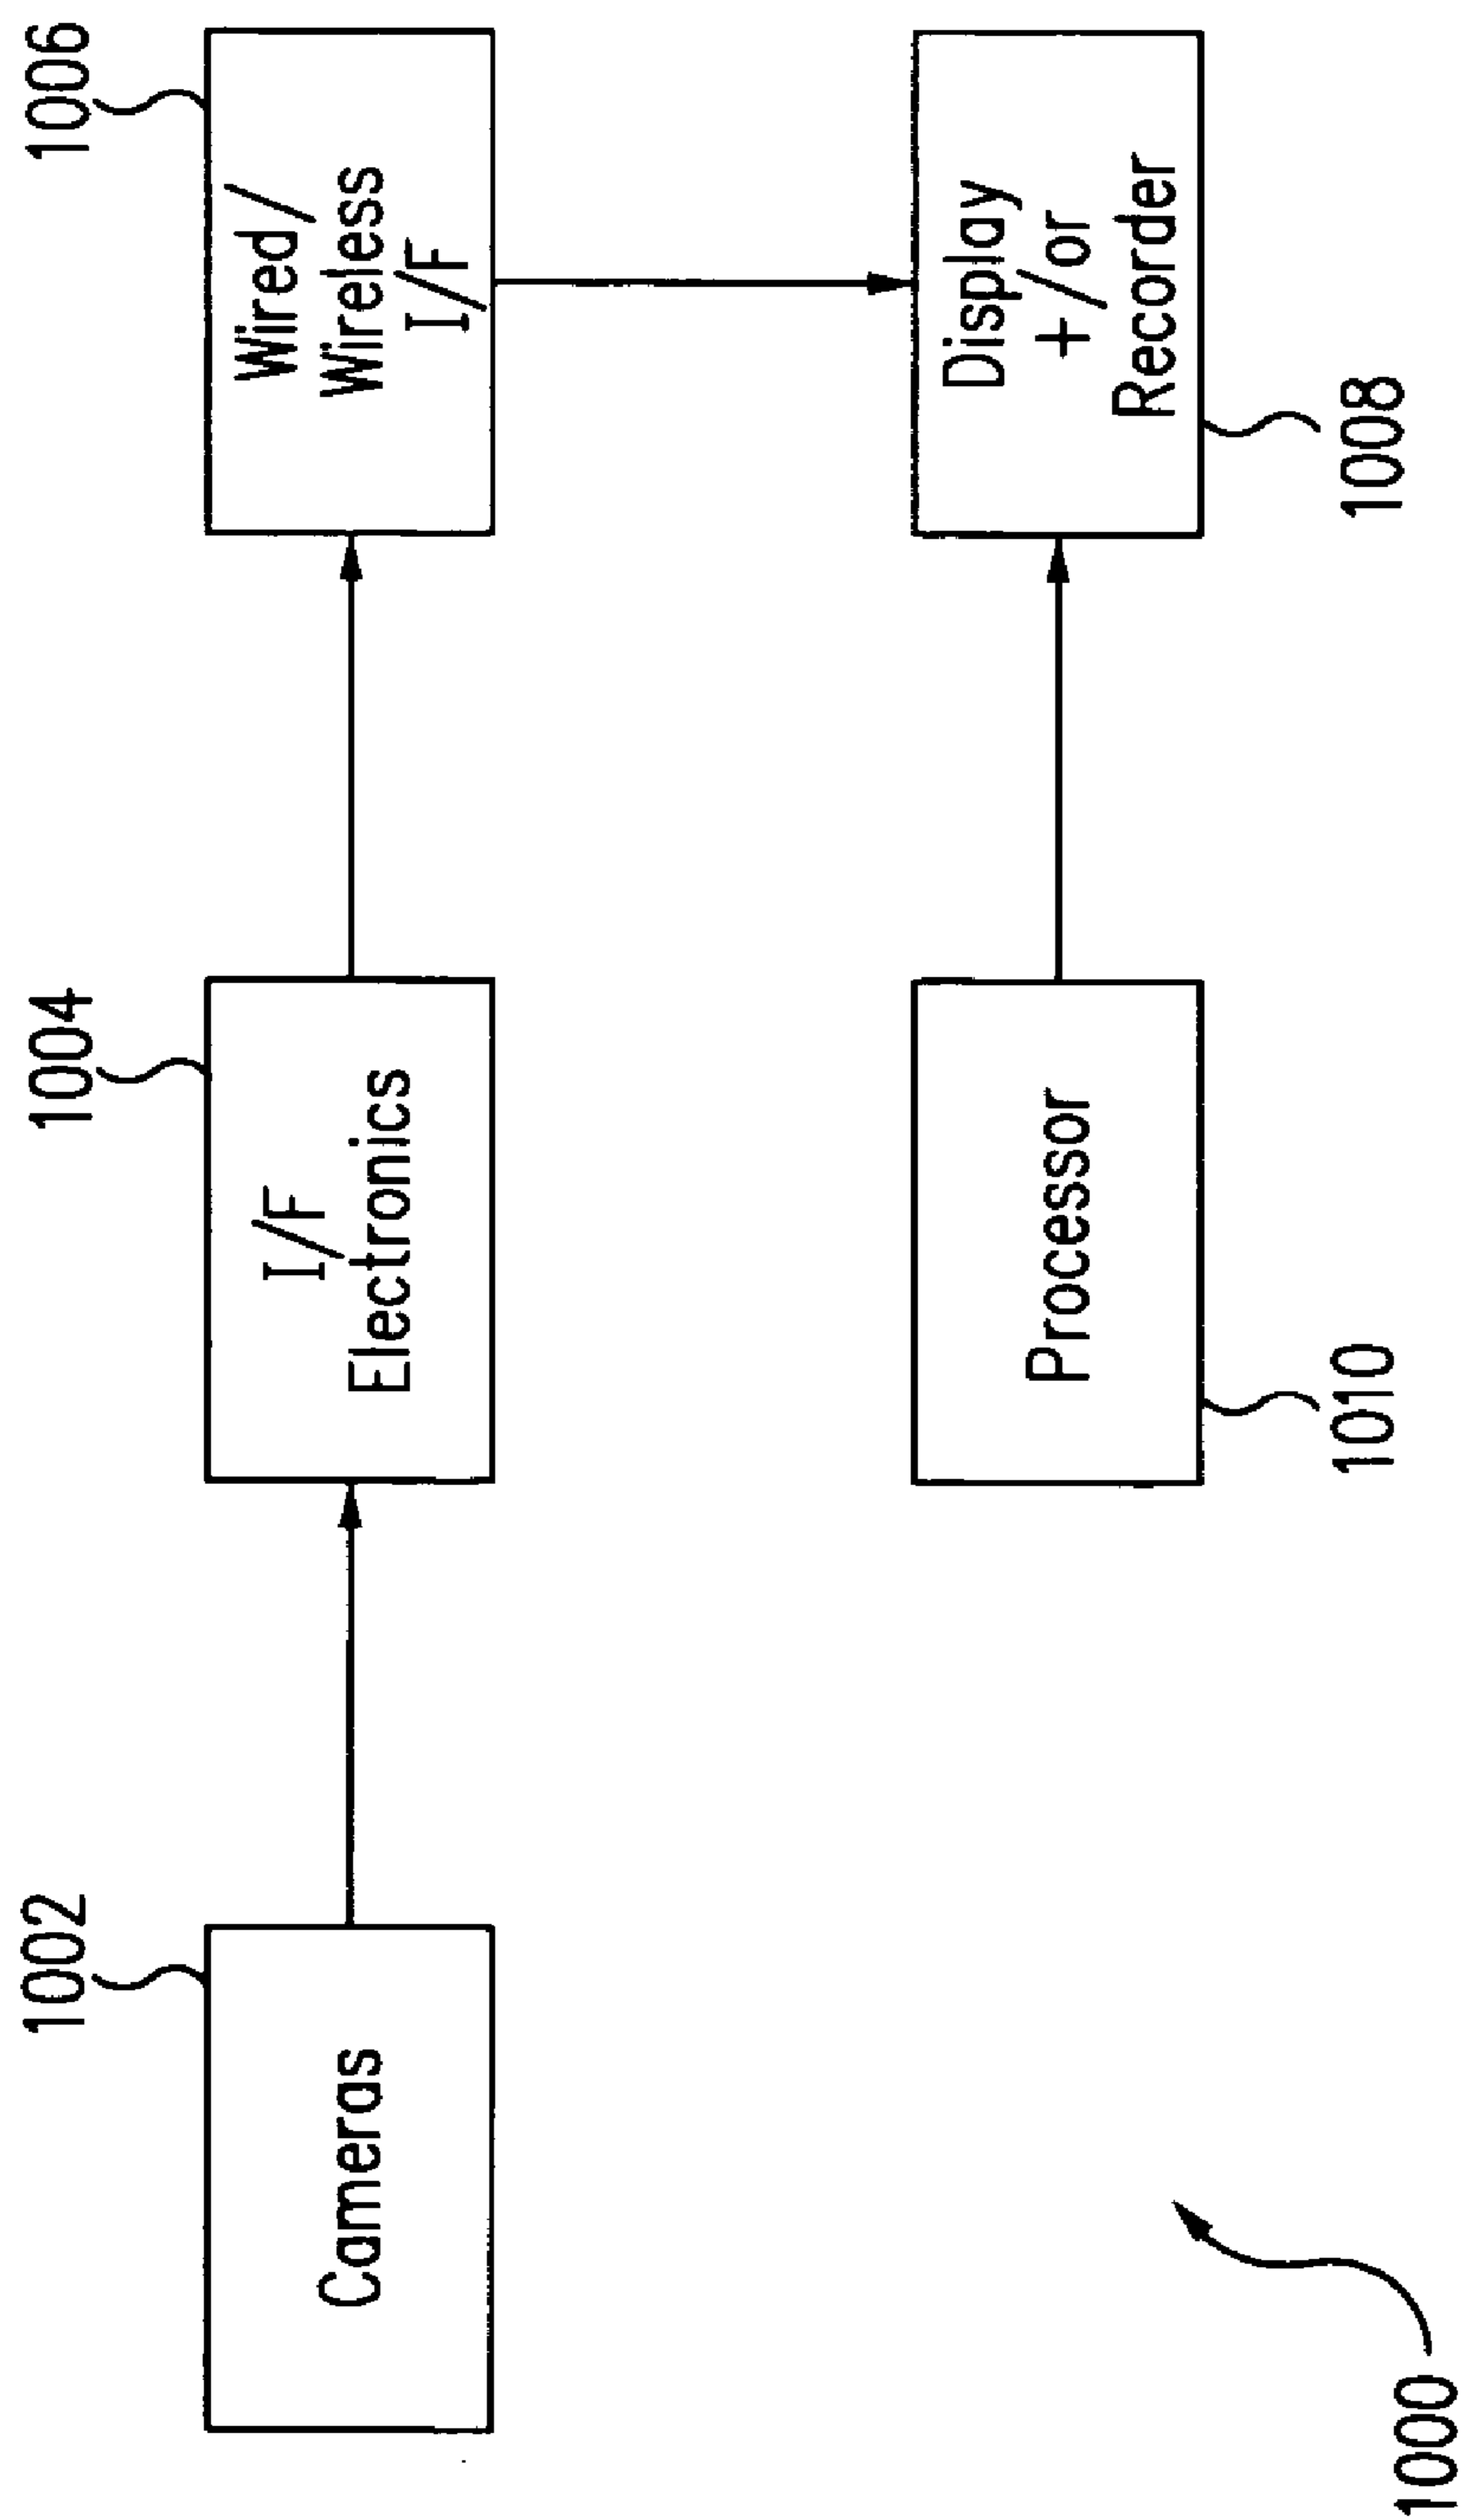 1002
1004
1006
Cameras
I/F
Electronics
Wired/
Wireless
I/F
Processor
Display
+/or
Recorder
1010
1008
1000